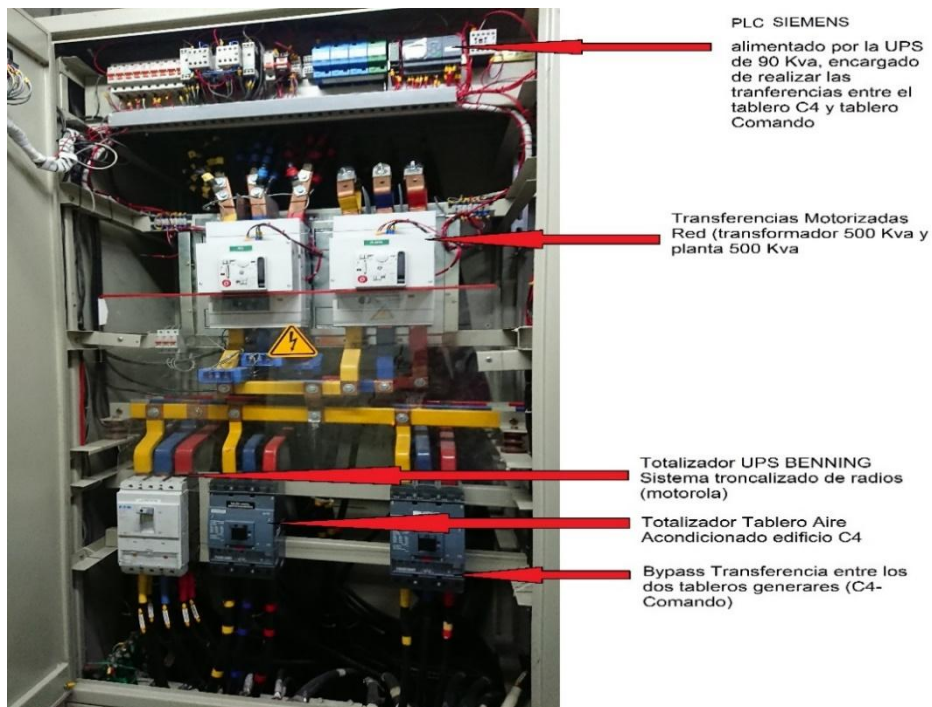 PLC SIEMENS
alimentado por la UPS
de 90 Kva, encargado
de realizar las
tranferencias entre el
tablero C4 y tablero
Comando
Transferencias Motorizadas
Red (transformador 500 Kva y
planta 500 Kva
Totalizador UPS BENNING
Sistema troncalizado de radios
(motorola)
Totalizador Tablero Aire
Acondicionado edificio C4
Bypass Transferencia entre los
dos tableros generares (C4-
Comando)